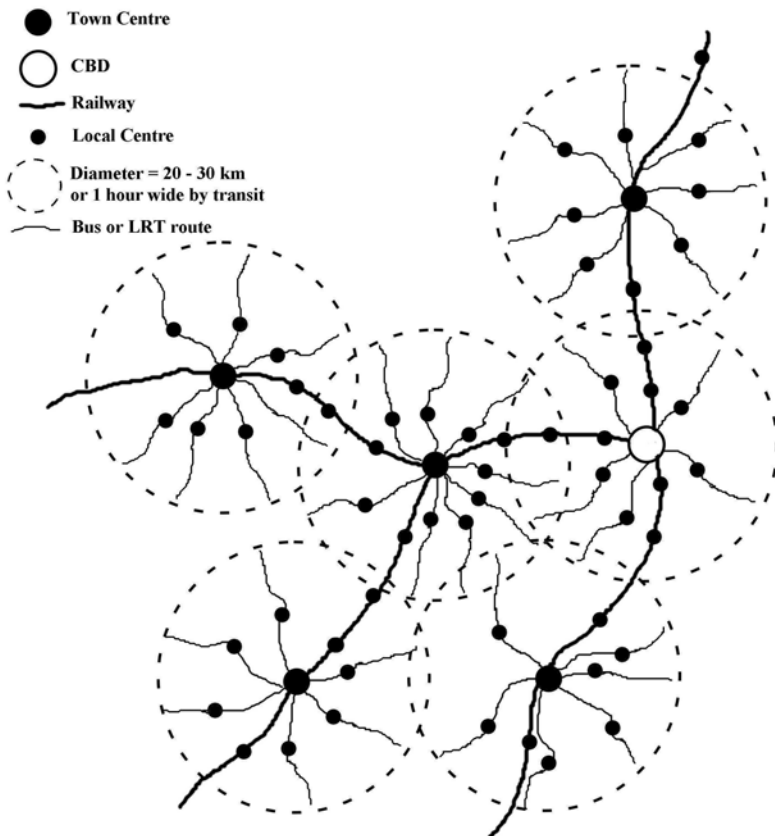 Town Centre
CBD
Railway
Local Centre
Diameter = 20 - 30 km
or 1 hour wide by transit
Bus or LRT route